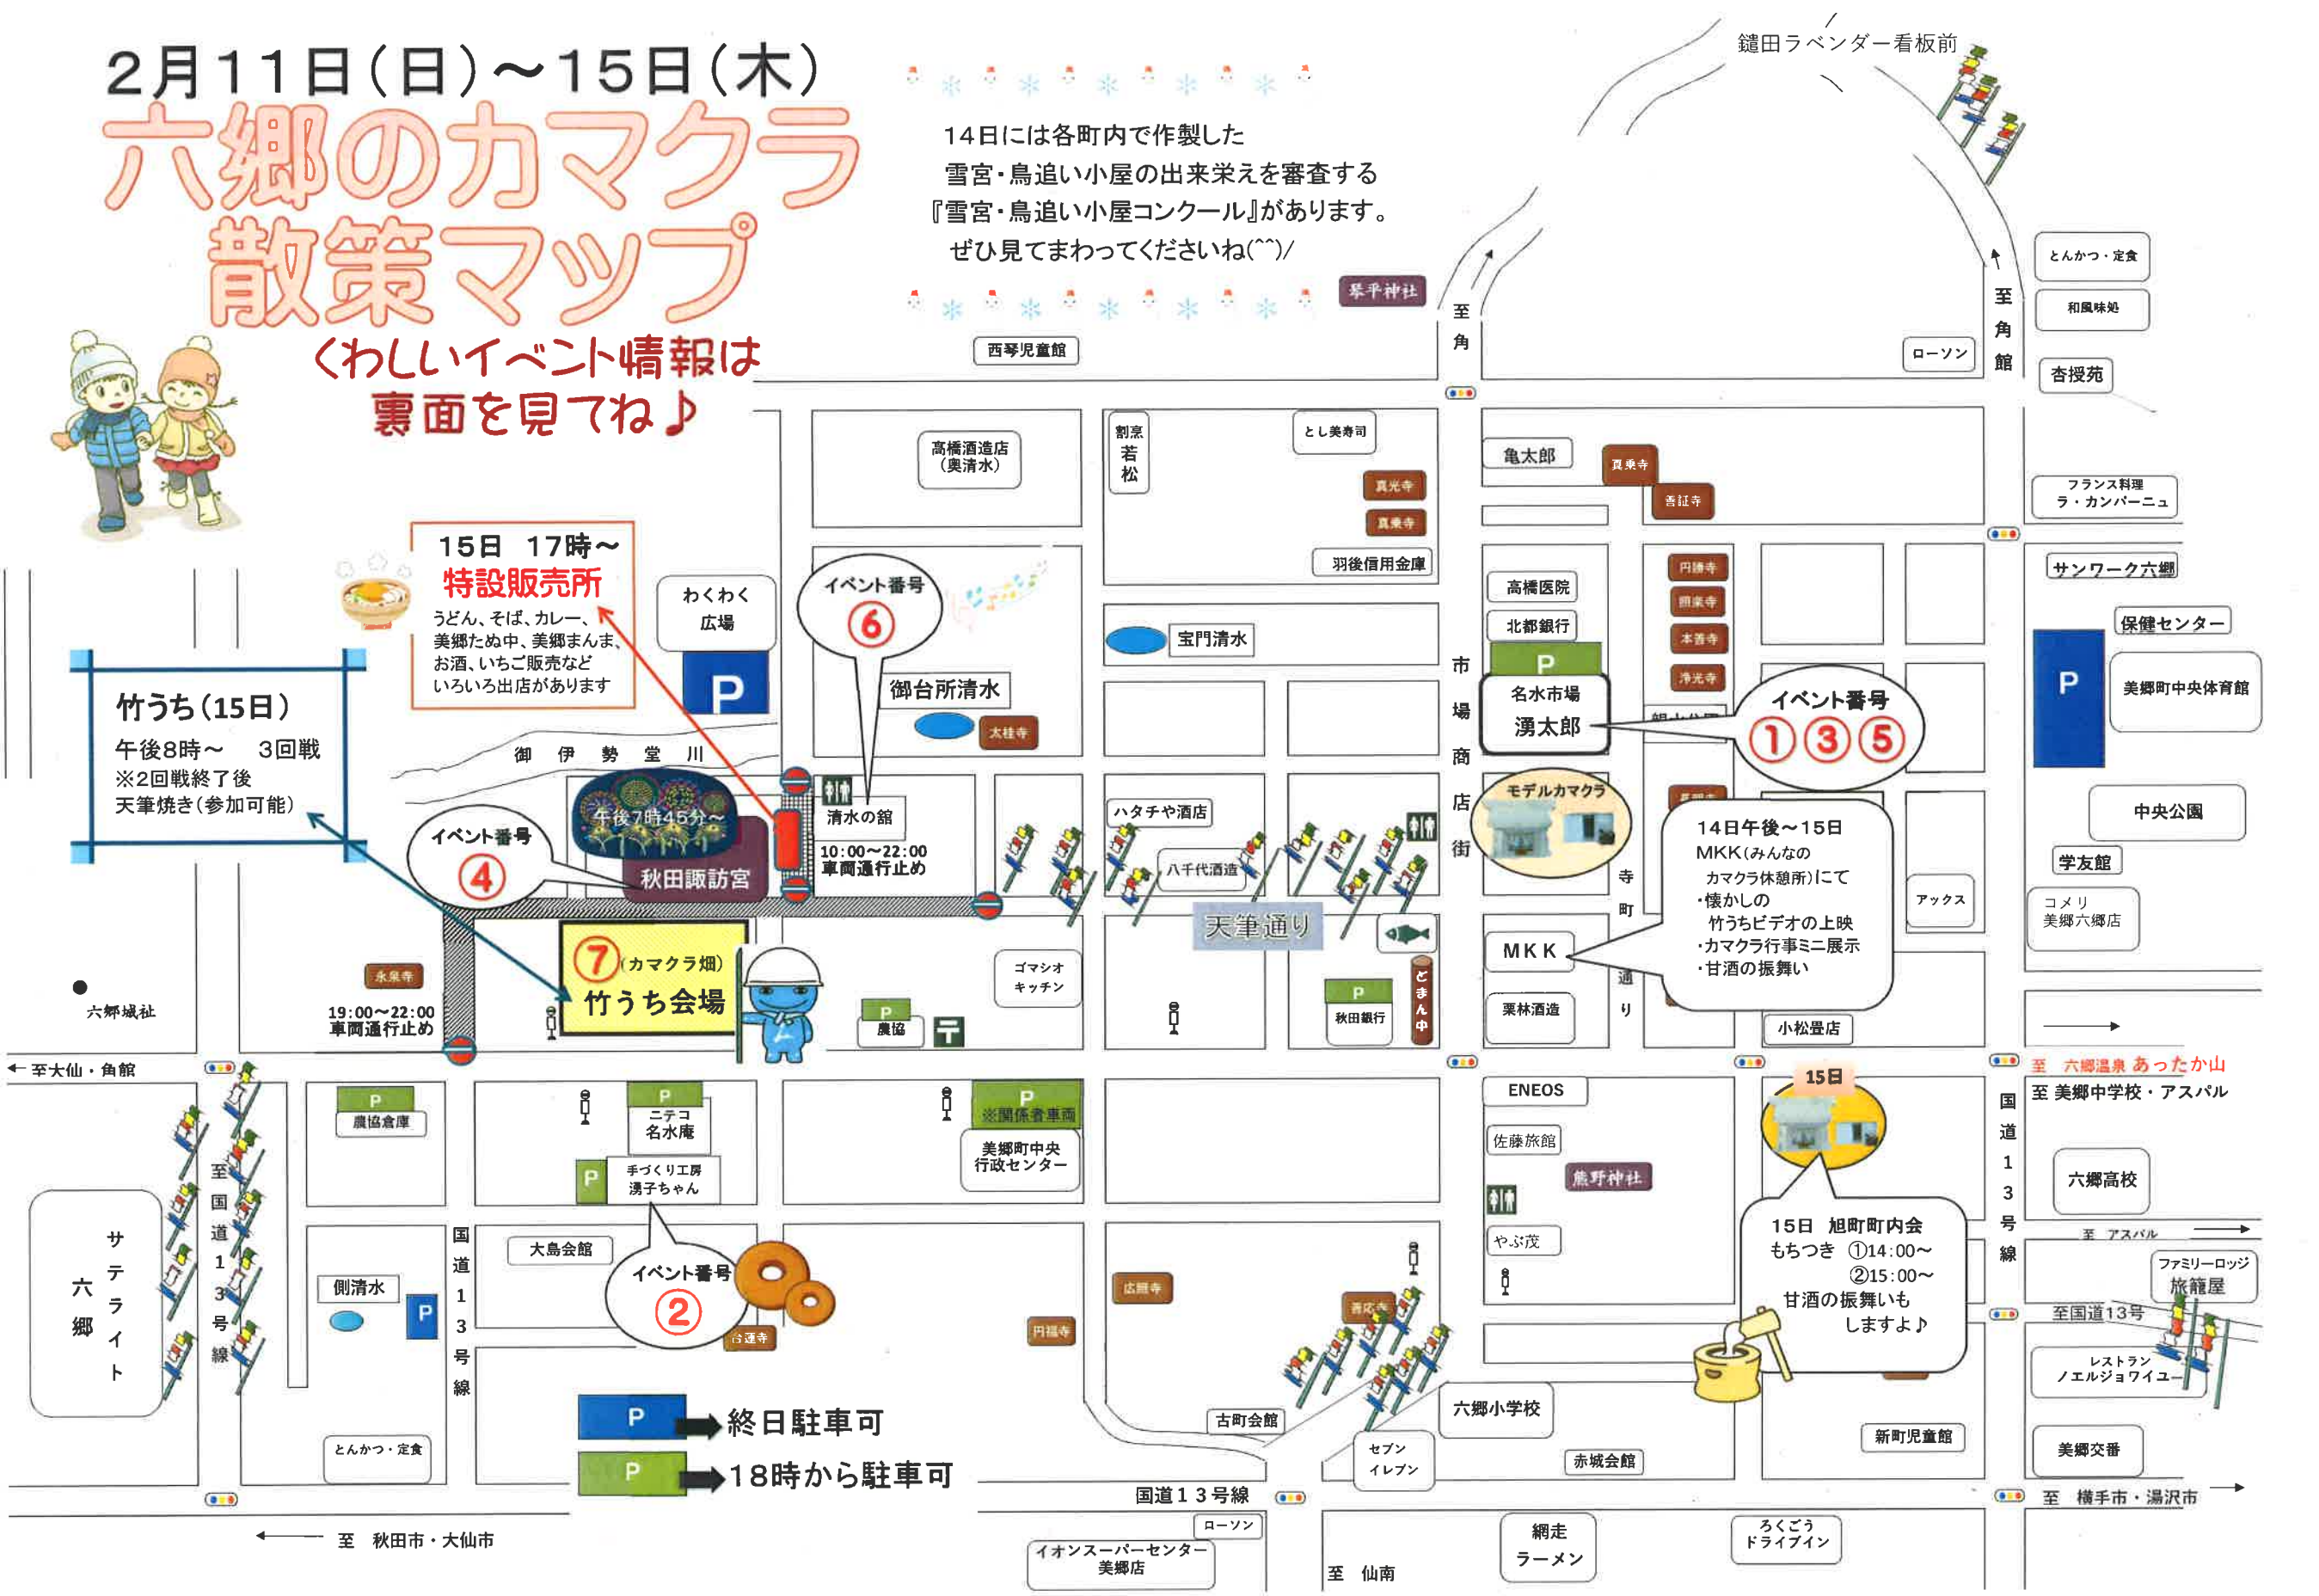 2月11日(日)～15日(木)
六郷のカマクラ
散策マップ
くわしいイベント情報は
裏面を見てね♪
14日には各町内で作製した
雪宮・鳥追い小屋の出来栄えを審査する
『雪宮・鳥追い小屋コンクール』があります。
ぜひ見てまわってくださいね(^^)/
鑓田ラベンダー看板前
琴平神社
至角
至角館
とんかつ・定食
和風味処
ローソン
杏授苑
西琴児童館
高橋酒造店
(奥清水)
割烹
若松
とし美寿司
真光寺
真乗寺
羽後信用金庫
亀太郎
真乗寺
善証寺
フランス料理
ラ・カンパーニュ
サンワーク六郷
保健センター
P
美郷町中央体育館
中央公園
学友館
コメリ
美郷六郷店
15日 17時～
特設販売所
うどん、そば、カレー、
美郷たぬ中、美郷まんま、
お酒、いちご販売など
いろいろ出店があります
わくわく
広場
P
イベント番号
⑥
御台所清水
太桂寺
宝門清水
高橋医院
北都銀行
P
名水市場
湧太郎
円勝寺
照楽寺
本善寺
浄光寺
イベント番号
①③⑤
市場商店街
竹うち(15日)
午後8時～ 3回戦
※2回戦終了後
天筆焼き(参加可能)
御伊勢堂川
午後7時45分～
イベント番号
④
秋田諏訪宮
清水の館
10:00～22:00
車両通行止め
ハタチや酒店
八千代酒造
天筆通り
モデルカマクラ
寺町通り
14日午後～15日
MKK(みんなの
カマクラ休憩所)にて
・懐かしの
竹うちビデオの上映
・カマクラ行事ミニ展示
・甘酒の振舞い
アックス
MKK
栗林酒造
小松畳店
六郷城址
永泉寺
19:00～22:00
車両通行止め
⑦(カマクラ畑)
竹うち会場
P
農協
〒
ゴマシオ
キッチン
P
秋田銀行
どまん中
←至大仙・角館
至 六郷温泉 あったか山
至 美郷中学校・アスパル
P
農協倉庫
P
ニテコ
名水庵
P
手づくり工房
湧子ちゃん
P
※関係者車両
美郷町中央
行政センター
ENEOS
佐藤旅館
熊野神社
やぶ茂
15日
15日 旭町町内会
もちつき ①14:00～
②15:00～
甘酒の振舞いも
しますよ♪
国道13号線
六郷高校
至 アスパル
ファミリーロッジ
旅籠屋
至国道13号
レストラン
ノエルジョワイユー
美郷交番
サテライト
六郷
至国道13号線
側清水
P
国道13号線
大島会館
イベント番号
②
台蓮寺
円福寺
広照寺
善応寺
古町会館
セブン
イレブン
六郷小学校
赤城会館
新町児童館
とんかつ・定食
P
終日駐車可
P
18時から駐車可
国道13号線
至 横手市・湯沢市
至 秋田市・大仙市
ローソン
イオンスーパーセンター
美郷店
至 仙南
網走
ラーメン
ろくごう
ドライブイン